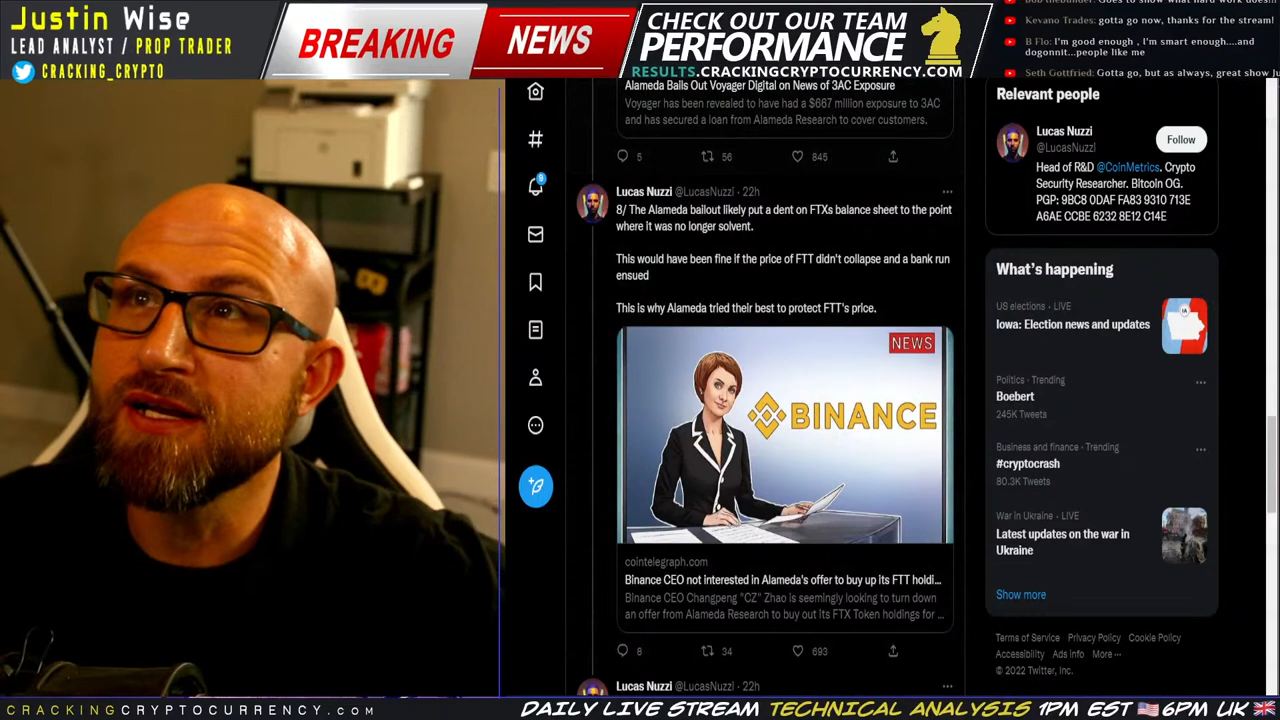 Justin Wise
LEAD ANALYST / PROP TRADER
CRACKING_CRYPTO
BREAKING
NEWS
CHECK OUT OUR TEAM
PERFORMANCE
RESULTS.CRACKINGCRYPTOCURRENCY.COM
Kevano Trades: gotta go now, thanks for the stream!
B Flo: I'm good enough , i'm smart enough....and
dogonnit...people like me
Seth Gottfried: Gotta go, but as always, great show Ju
Alameda Bails Out Voyager Digital on News of 3AC Exposure
Voyager has been revealed to have had a $667 million exposure to 3AC
and has secured a loan from Alameda Research to cover customers.
5 56 845
Lucas Nuzzi @LucasNuzzi · 22h
8/ The Alameda bailout likely put a dent on FTXs balance sheet to the point
where it was no longer solvent.
This would have been fine if the price of FTT didn't collapse and a bank run
ensued
This is why Alameda tried their best to protect FTT's price.
NEWS
BINANCE
cointelegraph.com
Binance CEO not interested in Alameda's offer to buy up its FTT holdi...
Binance CEO Changpeng "CZ" Zhao is seemingly looking to turn down
an offer from Alameda Research to buy out its FTX Token holdings for ...
8 34 693
Lucas Nuzzi @LucasNuzzi · 22h
9
Relevant people
Lucas Nuzzi
@LucasNuzzi
Follow
Head of R&D @CoinMetrics. Crypto
Security Researcher. Bitcoin OG.
PGP: 9BC8 0DAF FA83 9310 713E
A6AE CCBE 6232 8E12 C14E
What's happening
US elections · LIVE
Iowa: Election news and updates
IA
Politics · Trending
Boebert
245K Tweets
Business and finance · Trending
#cryptocrash
80.3K Tweets
War in Ukraine · LIVE
Latest updates on the war in
Ukraine
Show more
Terms of Service Privacy Policy Cookie Policy
Accessibility Ads info More ...
© 2022 Twitter, Inc.
CRACKINGCRYPTOCURRENCY.com
DAILY LIVE STREAM TECHNICAL ANALYSIS 1PM EST 6PM UK